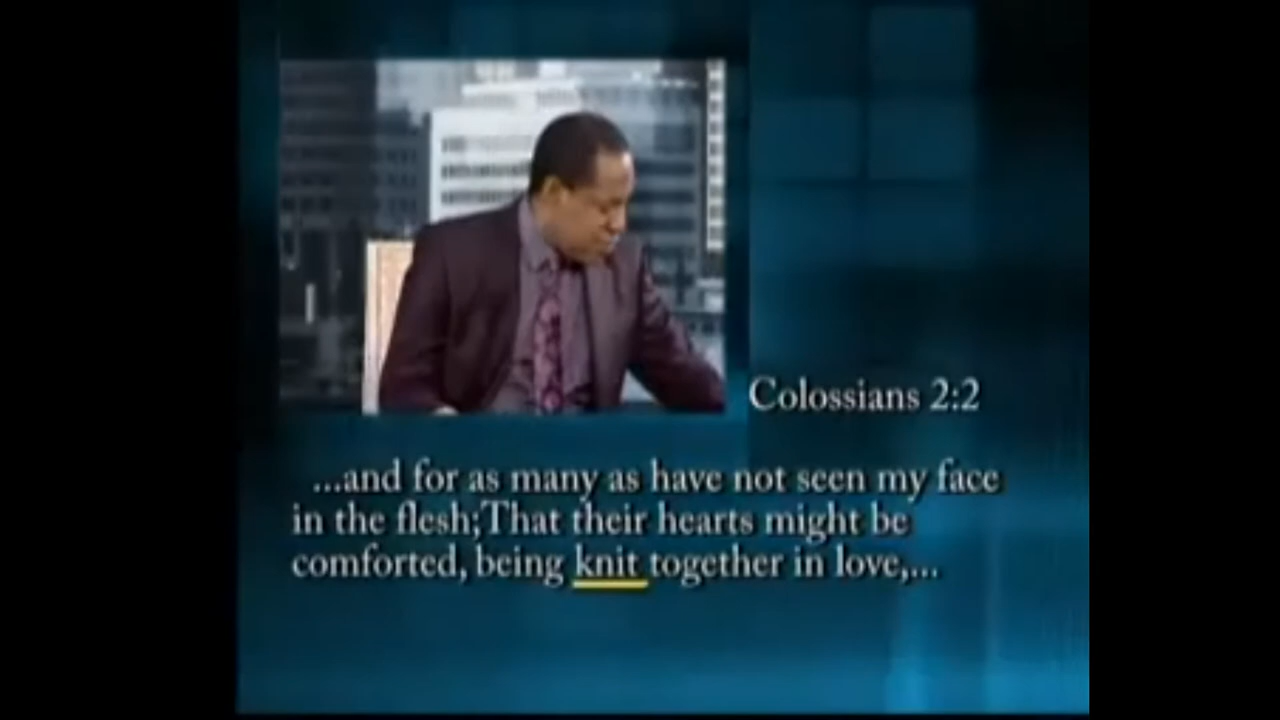 Colossians 2:2
...and for as many as have not seen my face
in the flesh;That their hearts might be
comforted, being knit together in love,...